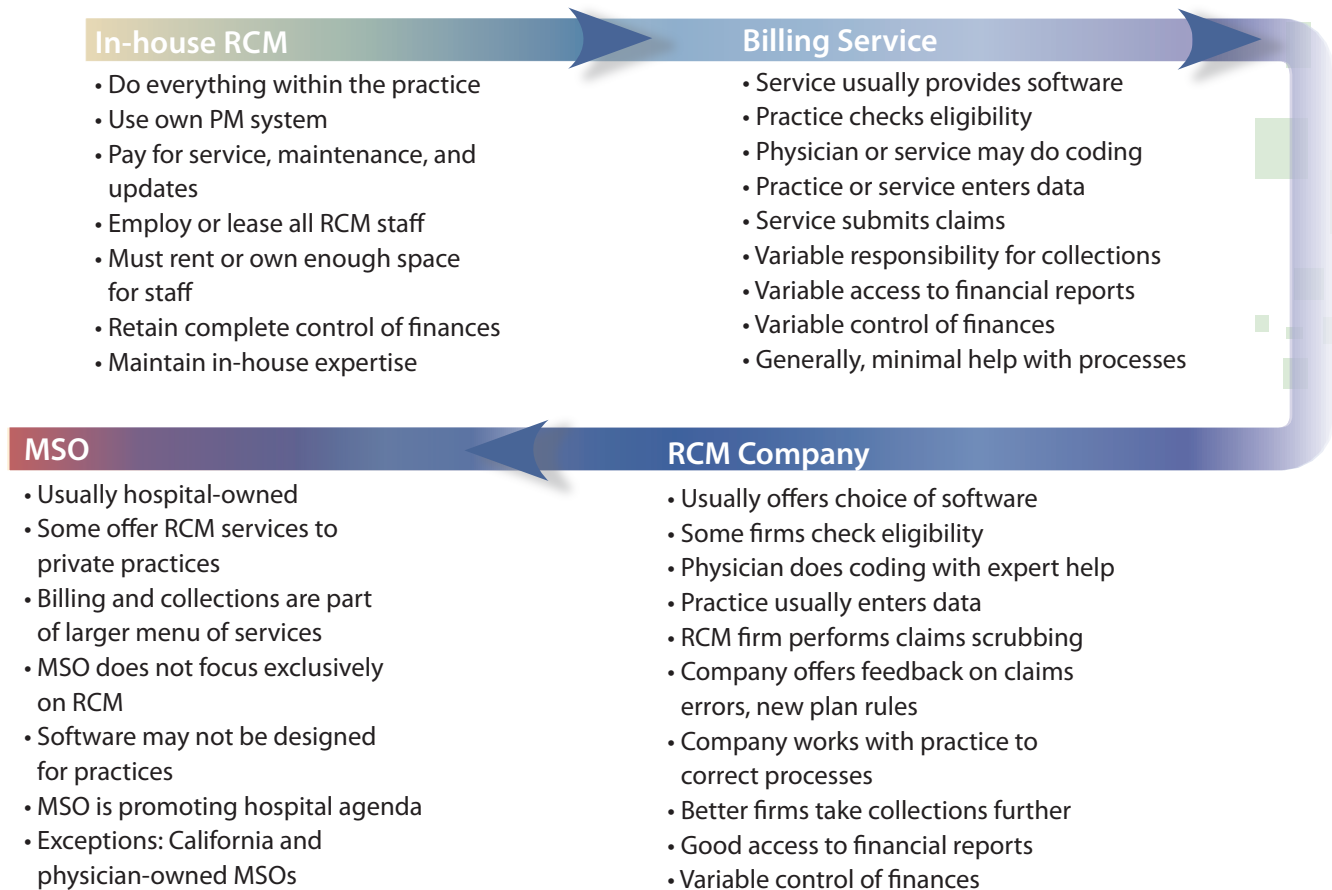 In-house RCM
• Do everything within the practice
• Use own PM system
• Pay for service, maintenance, and
updates
• Employ or lease all RCM staff
• Must rent or own enough space
for staff
• Retain complete control of finances
• Maintain in-house expertise
Billing Service
• Service usually provides software
• Practice checks eligibility
• Physician or service may do coding
• Practice or service enters data
• Service submits claims
• Variable responsibility for collections
• Variable access to financial reports
• Variable control of finances
• Generally, minimal help with processes
RCM Company
• Usually offers choice of software
• Some firms check eligibility
• Physician does coding with expert help
• Practice usually enters data
• RCM firm performs claims scrubbing
• Company offers feedback on claims
errors, new plan rules
• Company works with practice to
correct processes
• Better firms take collections further
• Good access to financial reports
• Variable control of finances
MSO
• Usually hospital-owned
• Some offer RCM services to
private practices
• Billing and collections are part
of larger menu of services
• MSO does not focus exclusively
on RCM
• Software may not be designed
for practices
• MSO is promoting hospital agenda
• Exceptions: California and
physician-owned MSOs